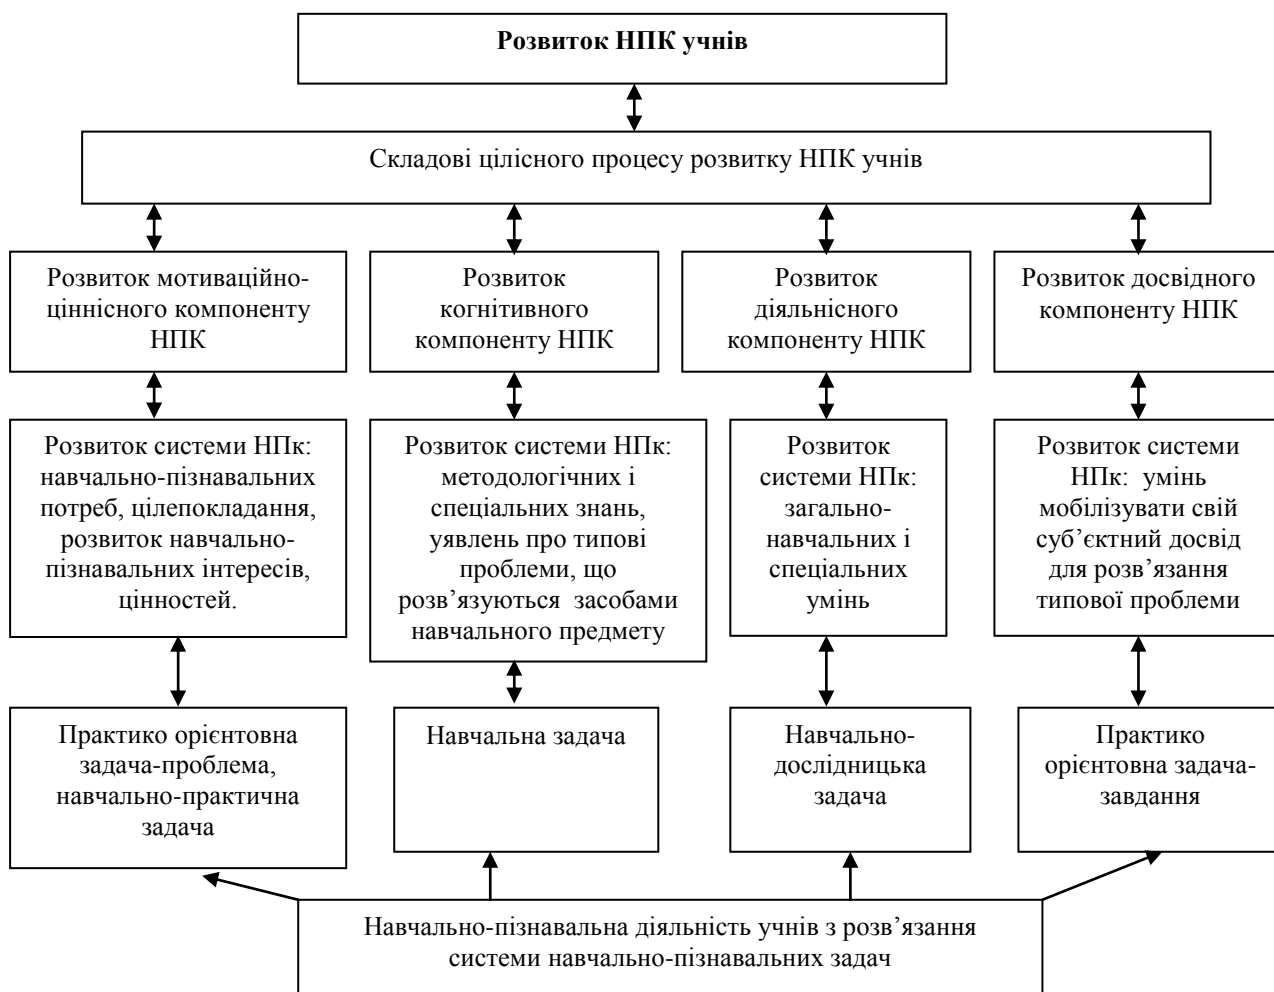 Розвиток НПК учнів
Складові цілісного процесу розвитку НПК учнів
Розвиток мотиваційно-
ціннісного компоненту
НПК
Розвиток
когнітивного
компоненту НПК
Розвиток
діяльнісного
компоненту НПК
Розвиток досвідного
компоненту НПК
Розвиток системи НПк:
навчально-пізнавальних
потреб, цілепокладання,
розвиток навчально-
пізнавальних інтересів,
цінностей.
Розвиток системи НПк:
методологічних і
спеціальних знань,
уявлень про типові
проблеми, що
розв’язуються засобами
навчального предмету
Розвиток
системи НПк:
загально-
навчальних і
спеціальних
умінь
Розвиток системи
НПк: умінь
мобілізувати свій
суб’єктний досвід
для розв’язання
типової проблеми
Практико орієнтовна
задача-проблема,
навчально-практична
задача
Навчальна задача
Навчально-
дослідницька
задача
Практико
орієнтовна задача-
завдання
Навчально-пізнавальна діяльність учнів з розв’язання
системи навчально-пізнавальних задач